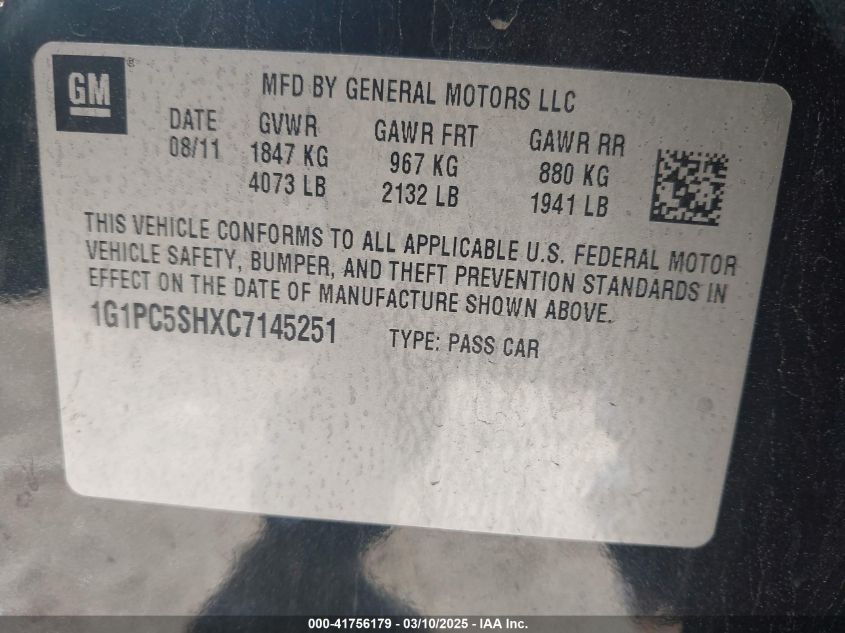 GM®
MFD BY GENERAL MOTORS LLC
DATE GVWR GAWR FRT GAWR RR
08/11 1847 KG 967 KG 880 KG
4073 LB 2132 LB 1941 LB
THIS VEHICLE CONFORMS TO ALL APPLICABLE U.S. FEDERAL MOTOR
VEHICLE SAFETY, BUMPER, AND THEFT PREVENTION STANDARDS IN
EFFECT ON THE DATE OF MANUFACTURE SHOWN ABOVE.
1G1PC5SHXC7145251 TYPE: PASS CAR
000-41756179 - 03/10/2025 - IAA Inc.